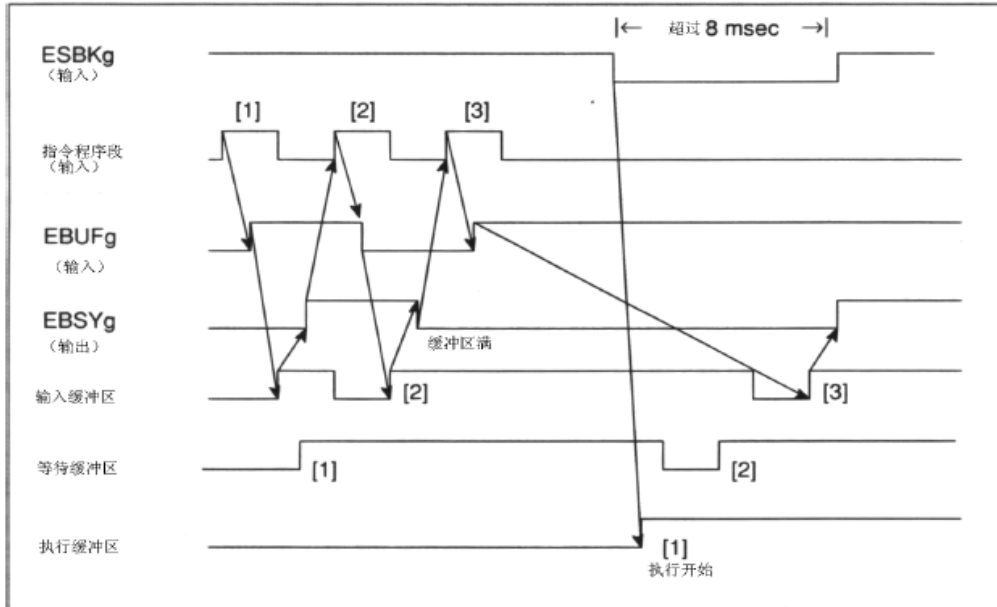 |← 超过 8 msec →|
ESBKg
(输入)
[1] [2] [3]
指令程序段
(输入)
EBUFg
(输入)
EBSYg
(输出)
缓冲区满
输入缓冲区
[2] [3]
等待缓冲区
[1] [2]
执行缓冲区
[1]
执行开始